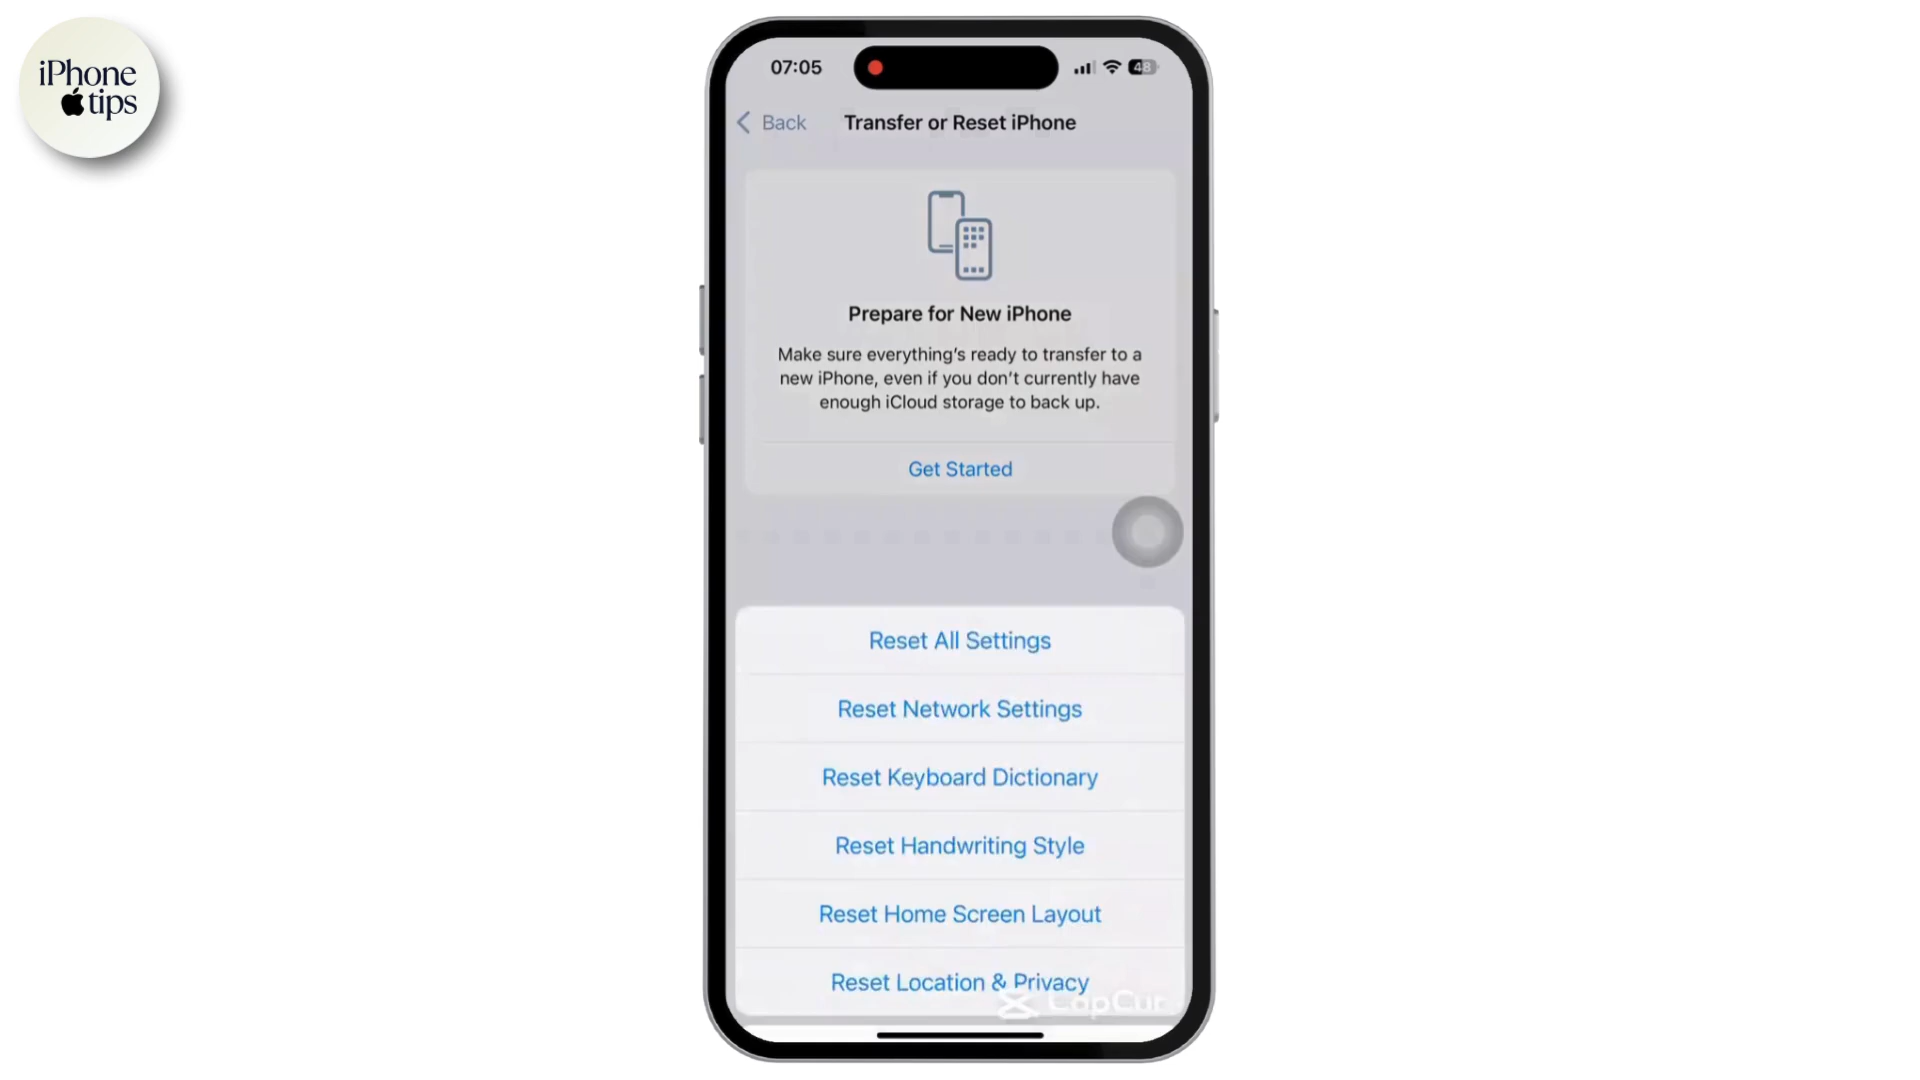 iPhone
tips
07:05
48
Back
Transfer or Reset iPhone
Prepare for New iPhone
Make sure everything's ready to transfer to a
new iPhone, even if you don't currently have
enough iCloud storage to back up.
Get Started
Reset All Settings
Reset Network Settings
Reset Keyboard Dictionary
Reset Handwriting Style
Reset Home Screen Layout
Reset Location & Privacy
CapCut